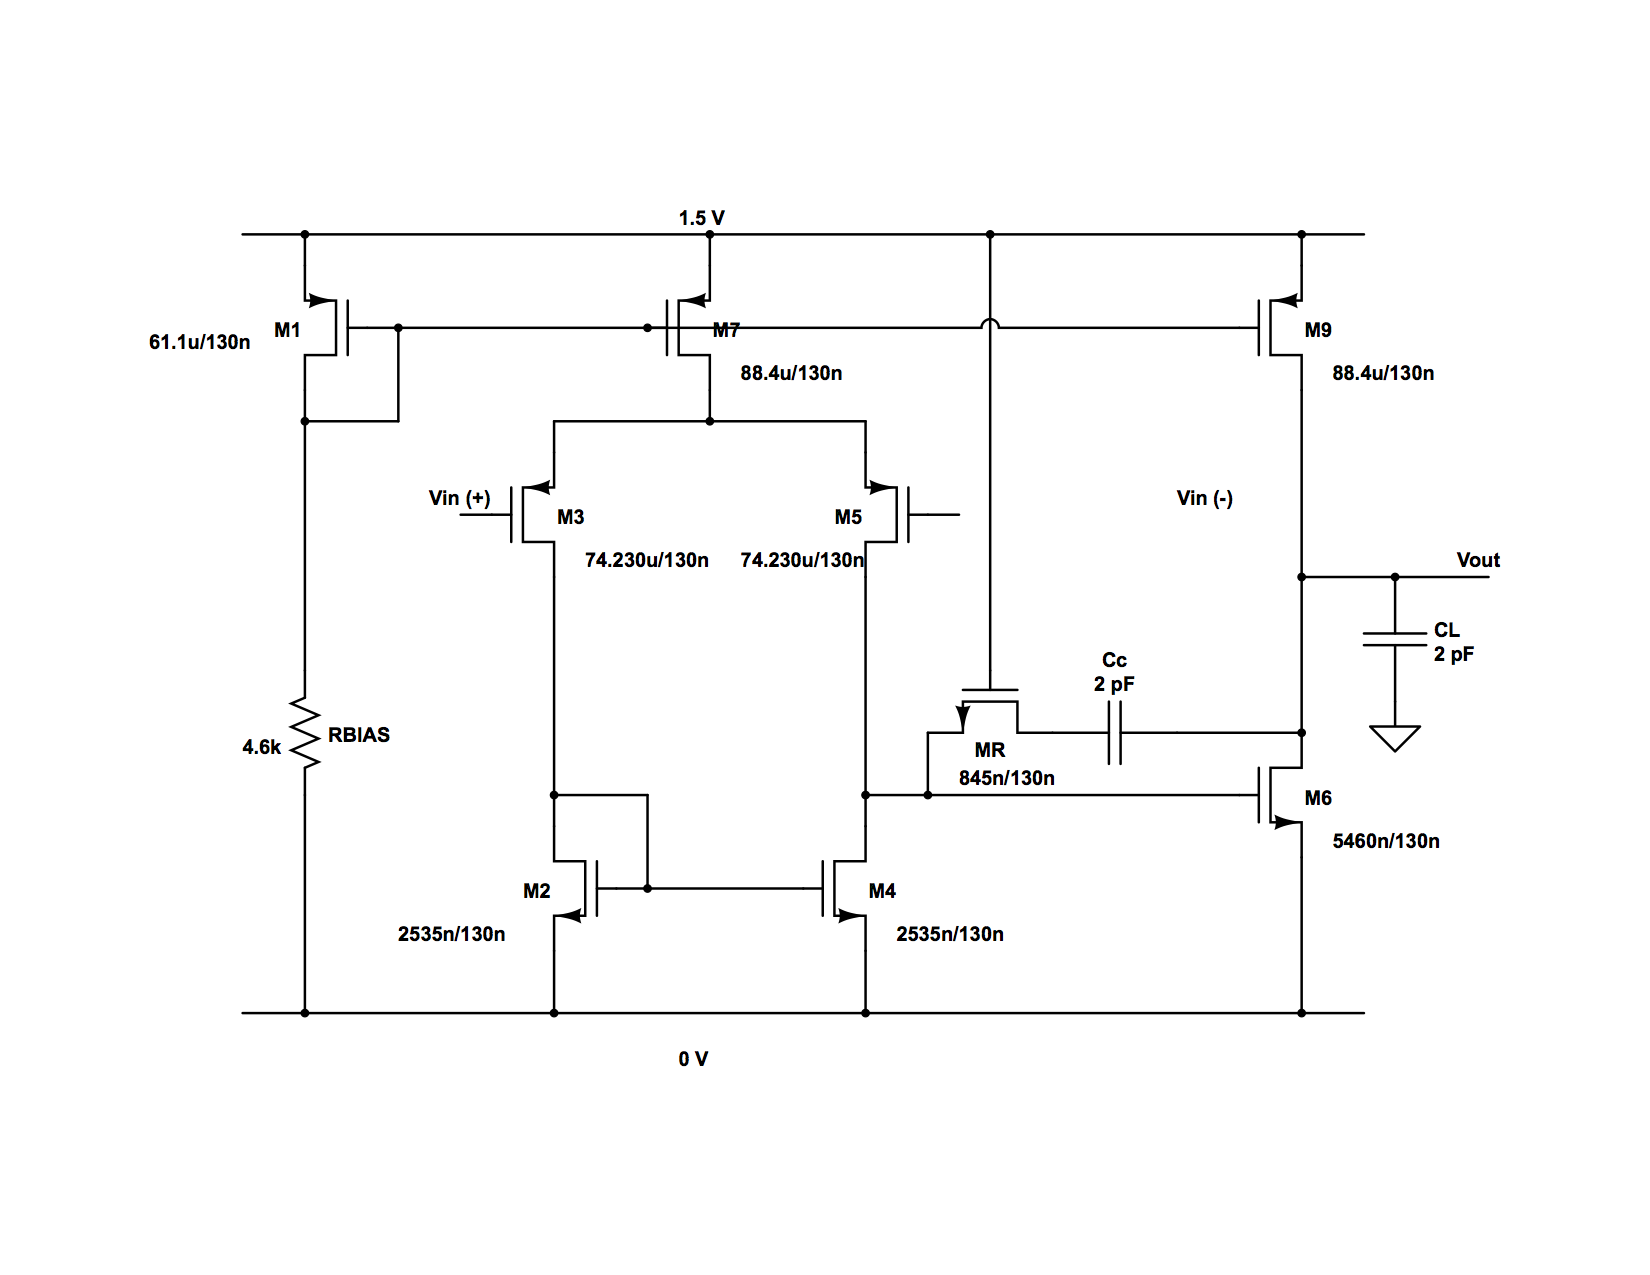 1.5 V
M1
61.1u/130n
M7
88.4u/130n
M9
88.4u/130n
Vin (+)
M3
74.230u/130n
M5
74.230u/130n
Vin (-)
Vout
CL
2 pF
Cc
2 pF
RBIAS
4.6k
MR
845n/130n
M6
5460n/130n
M2
2535n/130n
M4
2535n/130n
0 V